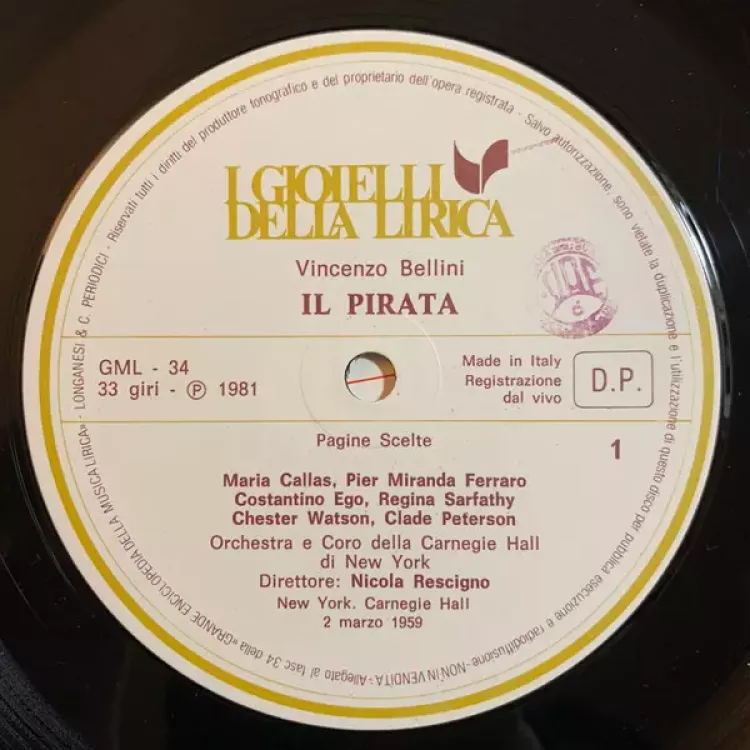 I GIOIELLI
DELLA LIRICA
Vincenzo Bellini
IL PIRATA
GML - 34
33 giri - Ⓟ 1981
Made in Italy
Registrazione
dal vivo
D.P.
Pagine Scelte
1
Maria Callas, Pier Miranda Ferraro
Costantino Ego, Regina Sarfathy
Chester Watson, Clade Peterson
Orchestra e Coro della Carnegie Hall
di New York
Direttore: Nicola Rescigno
New York. Carnegie Hall
2 marzo 1959
Allegato al fasc 34 della «GRANDE ENCICLOPEDIA DELLA MUSICA LIRICA» - LONGANESI & C. PERIODICI - Riservati tutti i diritti del produttore fonografico e del proprietario dell'opera registrata - Salvo autorizzazione, sono vietate la duplicazione e l'utilizzazione di questo disco per pubblica esecuzione e radiodiffusione - NON IN VENDITA -